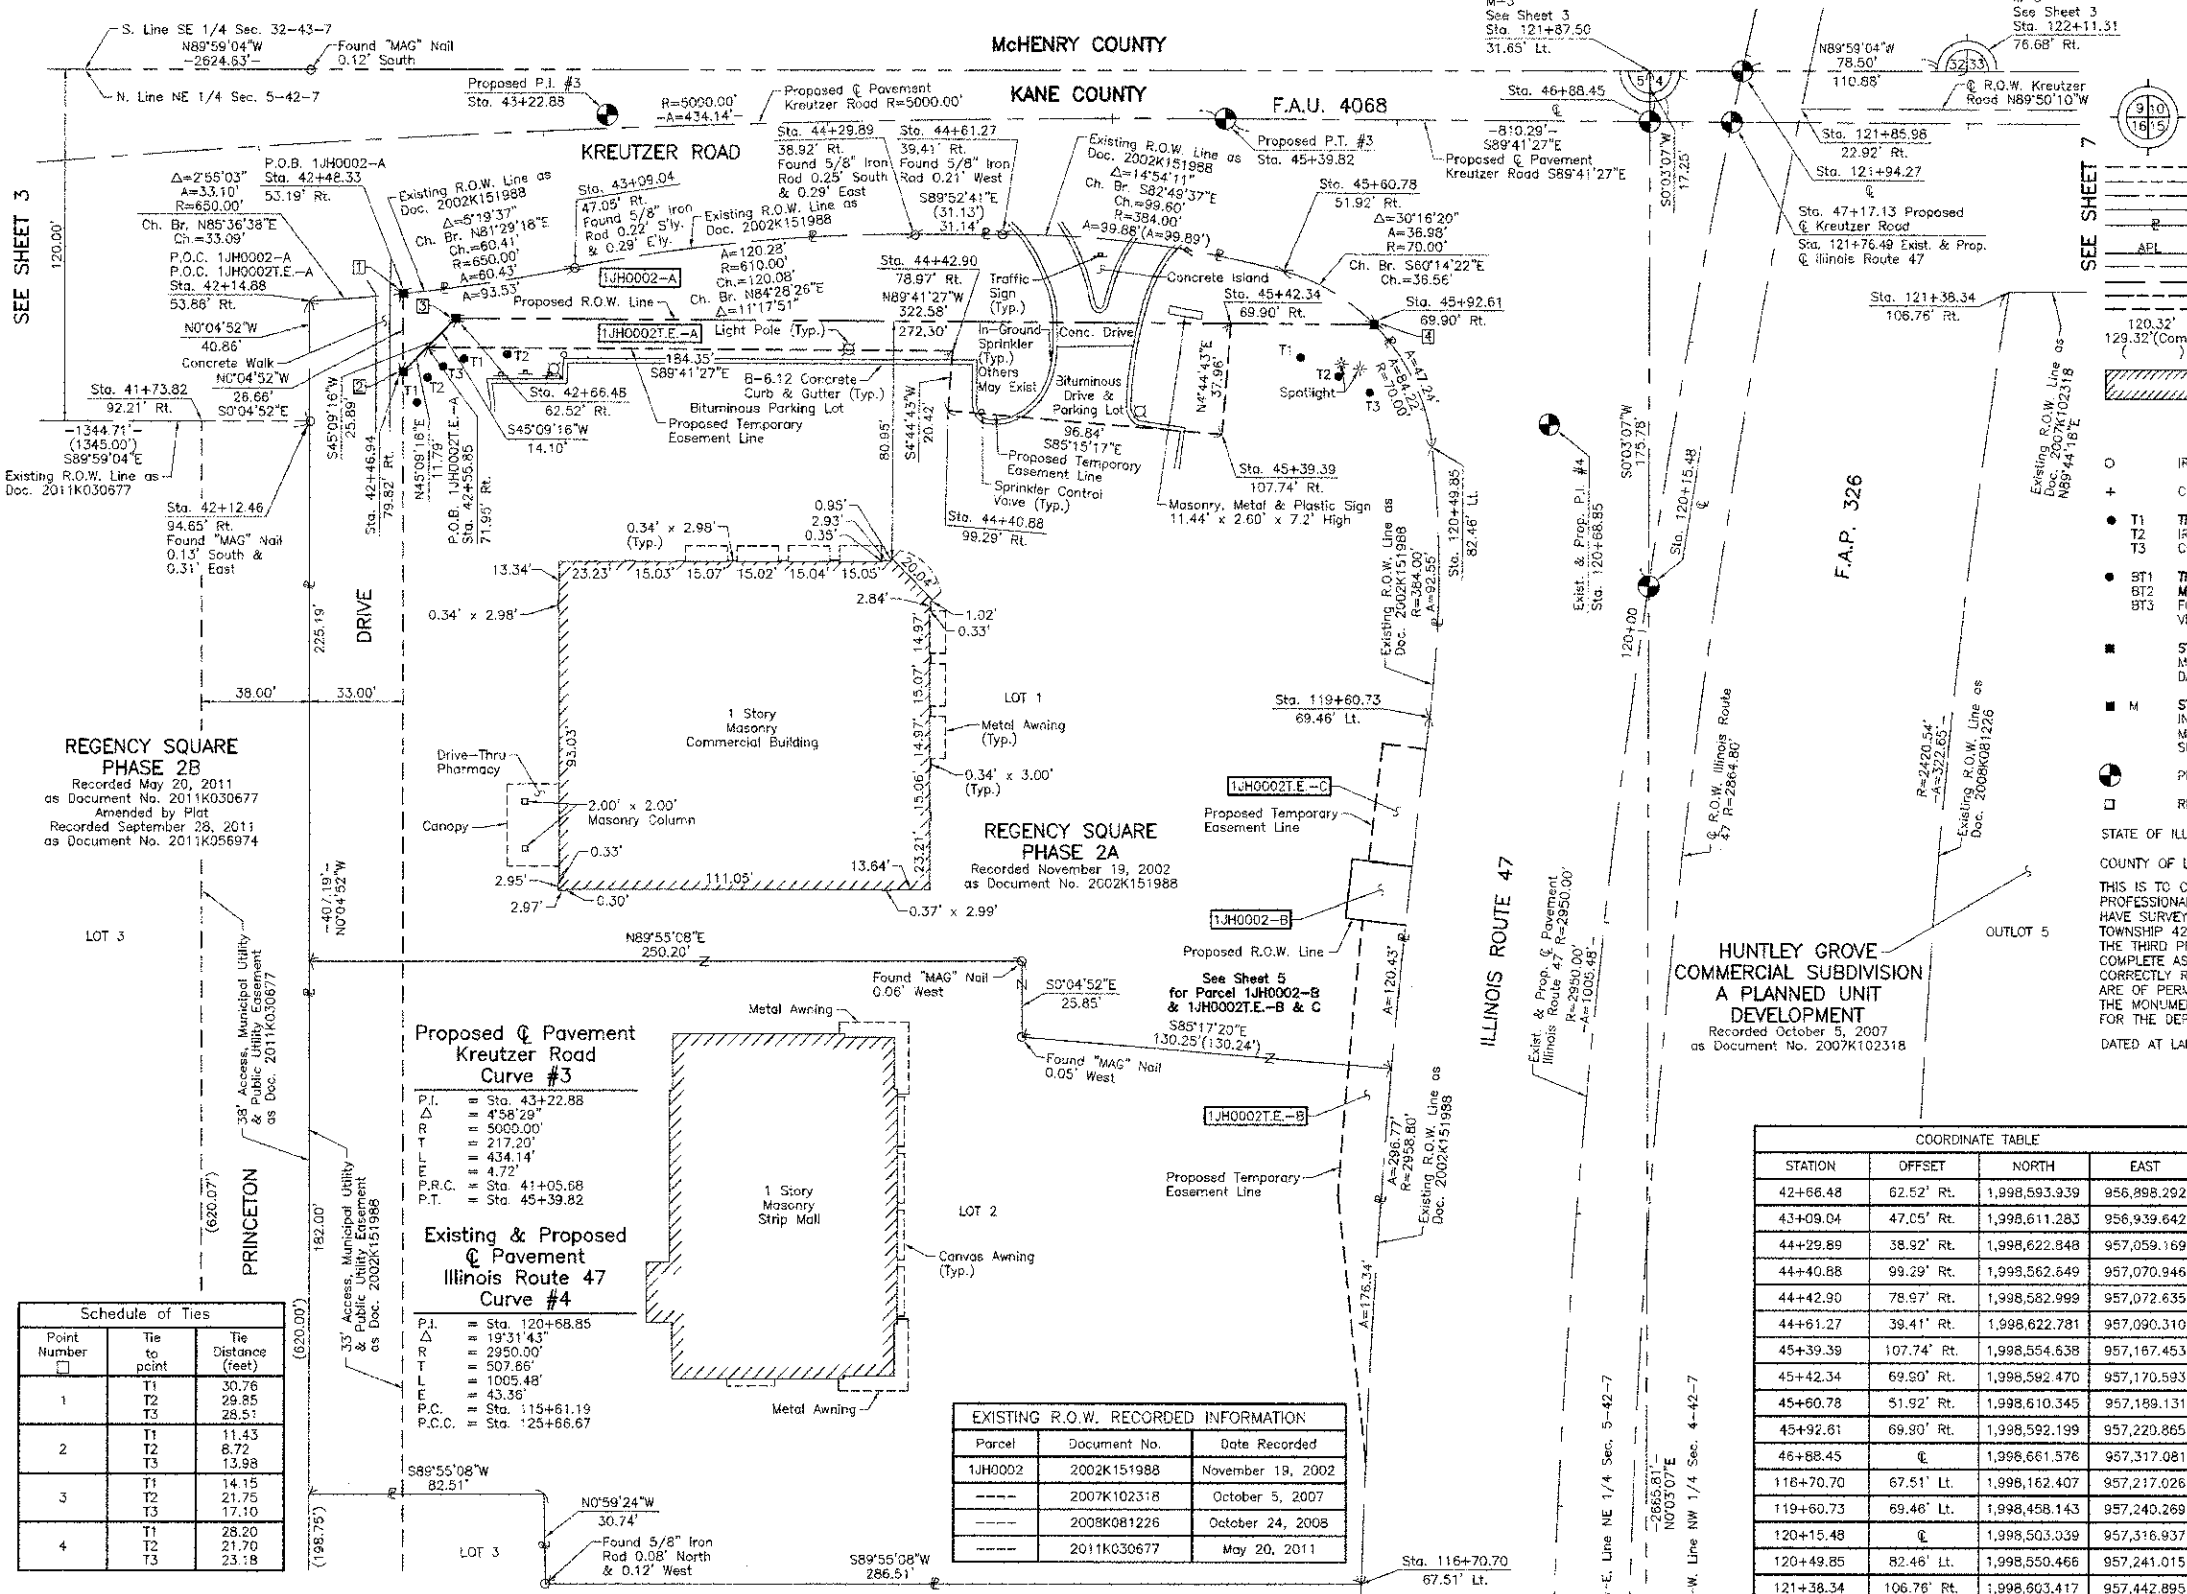 S. Line SE 1/4 Sec. 32-43-7
N89°59'04"W
-2624.63'-
Found "MAG" Nail
0.12' South
N. Line NE 1/4 Sec. 5-42-7
McHENRY COUNTY
KANE COUNTY
F.A.U. 4068
See Sheet 3
Sta. 121+87.50
31.65' Lt.
See Sheet 3
Sta. 122+11.31
76.68' Rt.
N89°59'04"W
78.50'
110.88'
5 4
32 33
9 10
16 15
℄ R.O.W. Kreutzer
Road N89°50'10"W
Proposed P.I. #3
Sta. 43+22.88
R=5000.00'
-A=434.14'-
Proposed ℄ Pavement
Kreutzer Road R=5000.00'
Sta. 46+88.45
℄
-810.29'-
S89°41'27"E
Proposed P.T. #3
Sta. 45+39.82
Proposed ℄ Pavement
Kreutzer Road S89°41'27"E
S0°03'07"W
17.25'
Sta. 121+85.98
22.92' Rt.
Sta. 121+94.27
℄
Sta. 47+17.13 Proposed
℄ Kreutzer Road
Sta. 121+76.49 Exist. & Prop.
℄ Illinois Route 47
SEE SHEET 3
SEE SHEET 7
120.00'
KREUTZER ROAD
P.O.B. 1JH0002-A
Sta. 42+48.33
53.19' Rt.
Δ=2°55'03"
A=33.10'
R=650.00'
Ch. Br. N85°36'38"E
Ch.=33.09'
P.O.C. 1JH0002-A
P.O.C. 1JH0002T.E.-A
Sta. 42+14.88
53.88' Rt.
Existing R.O.W. Line as
Doc. 2002K151988
Δ=5°19'37"
Ch. Br. N81°29'18"E
Ch.=60.41'
R=650.00'
A=60.43'
A=93.53'
Sta. 43+09.04
47.05' Rt.
Found 5/8" Iron
Rod 0.22' S'ly.
& 0.29' E'ly.
Existing R.O.W. Line as
Doc. 2002K151988
A=120.28'
R=610.00'
Ch.=120.08'
Ch. Br. N84°28'26"E
Δ=11°17'51"
Sta. 44+29.89
38.92' Rt.
Found 5/8" Iron
Rod 0.25' South
& 0.29' East
Sta. 44+61.27
39.41' Rt.
Found 5/8" Iron
Rod 0.21' West
S89°52'41"E
(31.13')
31.14'
Existing R.O.W. Line as
Doc. 2002K151988
Δ=14°54'11"
Ch. Br. S82°49'37"E
Ch.=99.60'
R=384.00'
A=99.88'(A=99.89')
Sta. 45+60.78
51.92' Rt.
Δ=30°16'20"
A=36.98'
R=70.00'
Ch. Br. S60°14'22"E
Ch.=36.56'
Sta. 45+92.61
69.90' Rt.
Sta. 45+42.34
69.90' Rt.
Sta. 44+42.90
78.97' Rt.
N89°41'27"W
322.58'
272.30'
1JH0002-A
Proposed R.O.W. Line
1JH0002T.E.-A
Light Pole (Typ.)
Traffic
Sign
(Typ.)
Concrete Island
In-Ground
Sprinkler
(Typ.)
Others
May Exist
Conc. Drive
N0°04'52"W
40.86'
Concrete Walk
N0°04'52"W
26.66'
S0°04'52"E
Sta. 41+73.82
92.21' Rt.
-1344.71'-
(1345.00')
S89°59'04"E
Existing R.O.W. Line as
Doc. 2011K030677
Sta. 42+12.46
94.65' Rt.
Found "MAG" Nail
0.13' South &
0.31' East
S45°09'16"W
25.89'
Sta. 42+46.94
79.82' Rt.
N45°09'16"E
11.79'
P.O.B. 1JH0002T.E.-A
Sta. 42+55.85
71.95' Rt.
Sta. 42+66.48
62.52' Rt.
S45°09'16"W
14.10'
184.35'
S89°41'27"E
B-6.12 Concrete
Curb & Gutter (Typ.)
Bituminous Parking Lot
Proposed Temporary
Easement Line
80.95'
S4°44'43"W
20.42'
Bituminous
Drive &
Parking Lot
N4°44'43"E
37.96'
96.84'
S85°15'17"E
Proposed Temporary
Easement Line
Sprinkler Control
Valve (Typ.)
Sta. 44+40.88
99.29' Rt.
Sta. 45+39.39
107.74' Rt.
Masonry, Metal & Plastic Sign
11.44' x 2.60' x 7.2' High
Spotlight
T1
T2
T3
A=47.24'
A=84.22'
R=70.00'
Sta. 120+49.85
82.46' Lt.
Existing R.O.W. Line as
Doc. 2002K151988
R=384.00'
A=92.55'
Exist. & Prop. P.I. #4
Sta. 120+68.85
S0°03'07"W
175.78'
Sta. 120+15.48
℄
120+00
F.A.P. 326
Sta. 121+38.34
106.76' Rt.
Existing R.O.W. Line as
Doc. 2007K102318
N89°44'18"E
APL
120.32'
T1
T2
T3
BT1
BT2
BT3
M
0.34' x 2.98'
(Typ.)
0.95'
2.93'
0.35'
13.34'
23.23'
15.03'
15.07'
15.02'
15.04'
15.05'
20.04'
0.34' x 2.98'
2.84'
1.02'
0.33'
14.97'
15.07'
14.97'
15.06'
23.21'
225.19'
DRIVE
38.00'
33.00'
1 Story
Masonry
Commercial Building
93.03'
LOT 1
Metal Awning
(Typ.)
0.34' x 3.00'
(Typ.)
Drive-Thru
Pharmacy
2.00' x 2.00'
Masonry Column
Canopy
0.33'
2.95'
2.97'
0.30'
111.05'
13.64'
0.37' x 2.99'
REGENCY SQUARE
PHASE 2B
Recorded May 20, 2011
as Document No. 2011K030677
Amended by Plat
Recorded September 28, 2011
as Document No. 2011K056974
REGENCY SQUARE
PHASE 2A
Recorded November 19, 2002
as Document No. 2002K151988
Sta. 119+60.73
69.46' Lt.
1JH0002T.E.-C
Proposed Temporary
Easement Line
1JH0002-B
Proposed R.O.W. Line
See Sheet 5
for Parcel 1JH0002-B
& 1JH0002T.E.-B & C
A=120.43'
ILLINOIS ROUTE 47
℄ R.O.W. Illinois Route
47 R=2864.80'
R=2420.54'
-A=322.65'-
Existing R.O.W. Line as
Doc. 2008K081226
Exist. & Prop. ℄ Pavement
Illinois Route 47 R=2950.00'
R=2950.00'
-A=1005.48'-
HUNTLEY GROVE
COMMERCIAL SUBDIVISION
A PLANNED UNIT
DEVELOPMENT
Recorded October 5, 2007
as Document No. 2007K102318
OUTLOT 5
STATE OF
COUNTY OF
THIS IS TO
HAVE
TOWNSHIP 42
THE THIRD
COMPLETE
CORRECTLY
ARE OF
THE
FOR THE
DATED AT
LOT 3
-407.19'-
N0°04'52"W
38' Access, Municipal Utility
& Public Utility Easement
as Doc. 2011K030677
N89°55'08"E
250.20'
Found "MAG" Nail
0.06' West
S0°04'52"E
25.85'
S85°17'20"E
130.25'(130.24')
Found "MAG" Nail
0.05' West
1JH0002T.E.-B
Proposed Temporary
Easement Line
A=296.77'
R=2958.80'
Existing R.O.W. Line as
Doc. 2002K151988
A=176.34'
Proposed ℄ Pavement
Kreutzer Road
Curve #3
P.I. = Sta. 43+22.88
Δ = 4°58'29"
R = 5000.00'
T = 217.20'
L = 434.14'
E = 4.72'
P.R.C. = Sta. 41+05.68
P.T. = Sta. 45+39.82
Existing & Proposed
℄ Pavement
Illinois Route 47
Curve #4
P.I. = Sta. 120+68.85
Δ = 19°31'43"
R = 2950.00'
T = 507.66'
L = 1005.48'
E = 43.36'
P.C. = Sta. 115+61.19
P.C.C. = Sta. 125+66.67
Metal Awning
1 Story
Masonry
Strip Mall
LOT 2
Canvas Awning
(Typ.)
Metal Awning
(620.07')
PRINCETON
182.00'
(620.00')
33' Access, Municipal Utility
& Public Utility Easement
as Doc. 2002K151988
(198.75')
S89°55'08"W
82.51'
N0°59'24"W
30.74'
LOT 3
Found 5/8" Iron
Rod 0.08' North
& 0.12' West
S89°55'08"W
286.51'
Sta. 116+70.70
67.51' Lt.
E. Line NE 1/4 Sec. 5-42-7
-2665.81'-
N0°03'07"E
W. Line NW 1/4 Sec. 4-42-7
Schedule of Ties
Point Number □ Tie to point Tie Distance (feet)
1 T1 30.76
T2 29.85
T3 28.51
2 T1 11.43
T2 8.72
T3 13.98
3 T1 14.15
T2 21.75
T3 17.10
4 T1 28.20
T2 21.70
T3 23.18
EXISTING R.O.W. RECORDED INFORMATION
Parcel Document No. Date Recorded
1JH0002 2002K151988 November 19, 2002
---- 2007K102318 October 5, 2007
---- 2008K081226 October 24, 2008
---- 2011K030677 May 20, 2011
COORDINATE TABLE
STATION OFFSET NORTH EAST
42+66.48 62.52' Rt. 1,998,593.939 956,898.292
43+09.04 47.05' Rt. 1,998,611.283 956,939.642
44+29.89 38.92' Rt. 1,998,622.848 957,059.169
44+40.88 99.29' Rt. 1,998,562.649 957,070.946
44+42.90 78.97' Rt. 1,998,582.999 957,072.635
44+61.27 39.41' Rt. 1,998,622.781 957,090.310
45+39.39 107.74' Rt. 1,998,554.638 957,167.453
45+42.34 69.90' Rt. 1,998,592.470 957,170.593
45+60.78 51.92' Rt. 1,998,610.345 957,189.131
45+92.61 69.90' Rt. 1,998,592.199 957,220.865
46+88.45 ℄ 1,998,661.576 957,317.081
116+70.70 67.51' Lt. 1,998,162.407 957,217.026
119+60.73 69.46' Lt. 1,998,458.143 957,240.269
120+15.48 ℄ 1,998,503.039 957,316.937
120+49.85 82.46' Lt. 1,998,550.466 957,241.015
121+38.34 106.76' Rt. 1,998,603.417 957,442.895